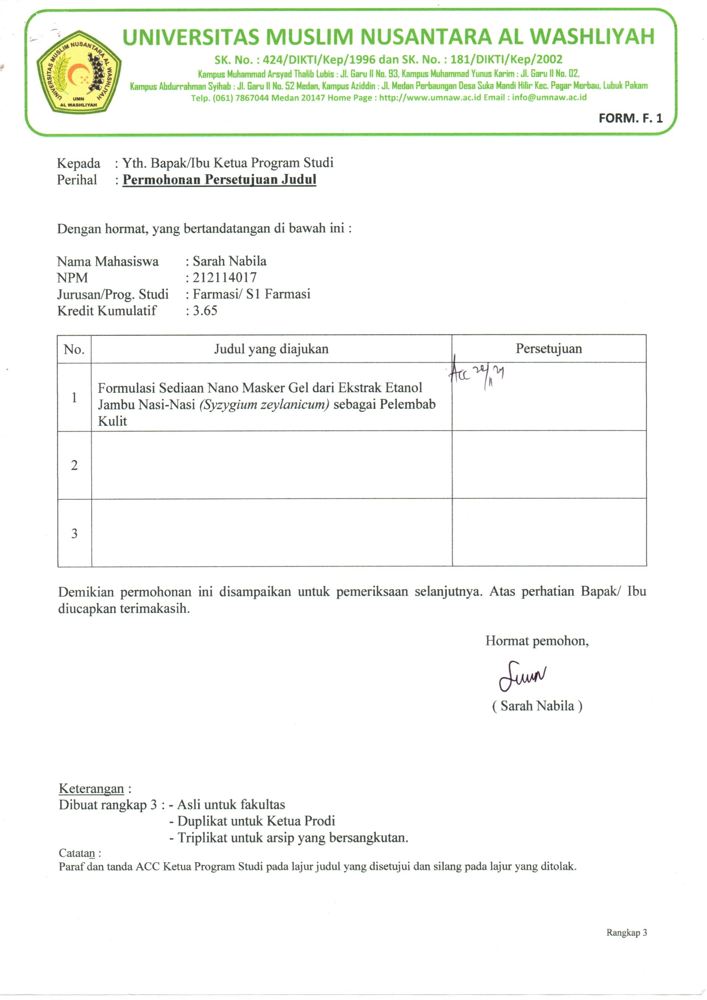 UNIVERSITAS MUSLIM NUSANTARA AL WASHLIYAH
UMN
AL WASHLIYAH
UNIVERSITAS MUSLIM NUSANTARA AL WASHLIYAH
SK. No. : 424/DIKTI/Kep/1996 dan SK. No. : 181/DIKTI/Kep/2002
Kampus Muhammad Arsyad Thalib Lubis : Jl. Garu II No. 93, Kampus Muhammad Yunus Karim : Jl. Garu II No. 02,
Kampus Abdurrahman Syihab : Jl. Garu II No. 52 Medan, Kampus Aziddin : Jl. Medan Perbaungan Desa Suka Mandi Hilir Kec. Pagar Merbau, Lubuk Pakam
Telp. (061) 7867044 Medan 20147 Home Page : http://www.umnaw.ac.id Email : info@umnaw.ac.id
FORM. F. 1
Kepada : Yth. Bapak/Ibu Ketua Program Studi
Perihal : Permohonan Persetujuan Judul
Dengan hormat, yang bertandatangan di bawah ini :
Nama Mahasiswa : Sarah Nabila
NPM : 212114017
Jurusan/Prog. Studi : Farmasi/ S1 Farmasi
Kredit Kumulatif : 3.65
No. Judul yang diajukan Persetujuan
Acc
1 Formulasi Sediaan Nano Masker Gel dari Ekstrak Etanol
Jambu Nasi-Nasi (Syzygium zeylanicum) sebagai Pelembab
Kulit
2
3
Demikian permohonan ini disampaikan untuk pemeriksaan selanjutnya. Atas perhatian Bapak/ Ibu
diucapkan terimakasih.
Hormat pemohon,
( Sarah Nabila )
Keterangan :
Dibuat rangkap 3 : - Asli untuk fakultas
- Duplikat untuk Ketua Prodi
- Triplikat untuk arsip yang bersangkutan.
Catatan :
Paraf dan tanda ACC Ketua Program Studi pada lajur judul yang disetujui dan silang pada lajur yang ditolak.
Rangkap 3